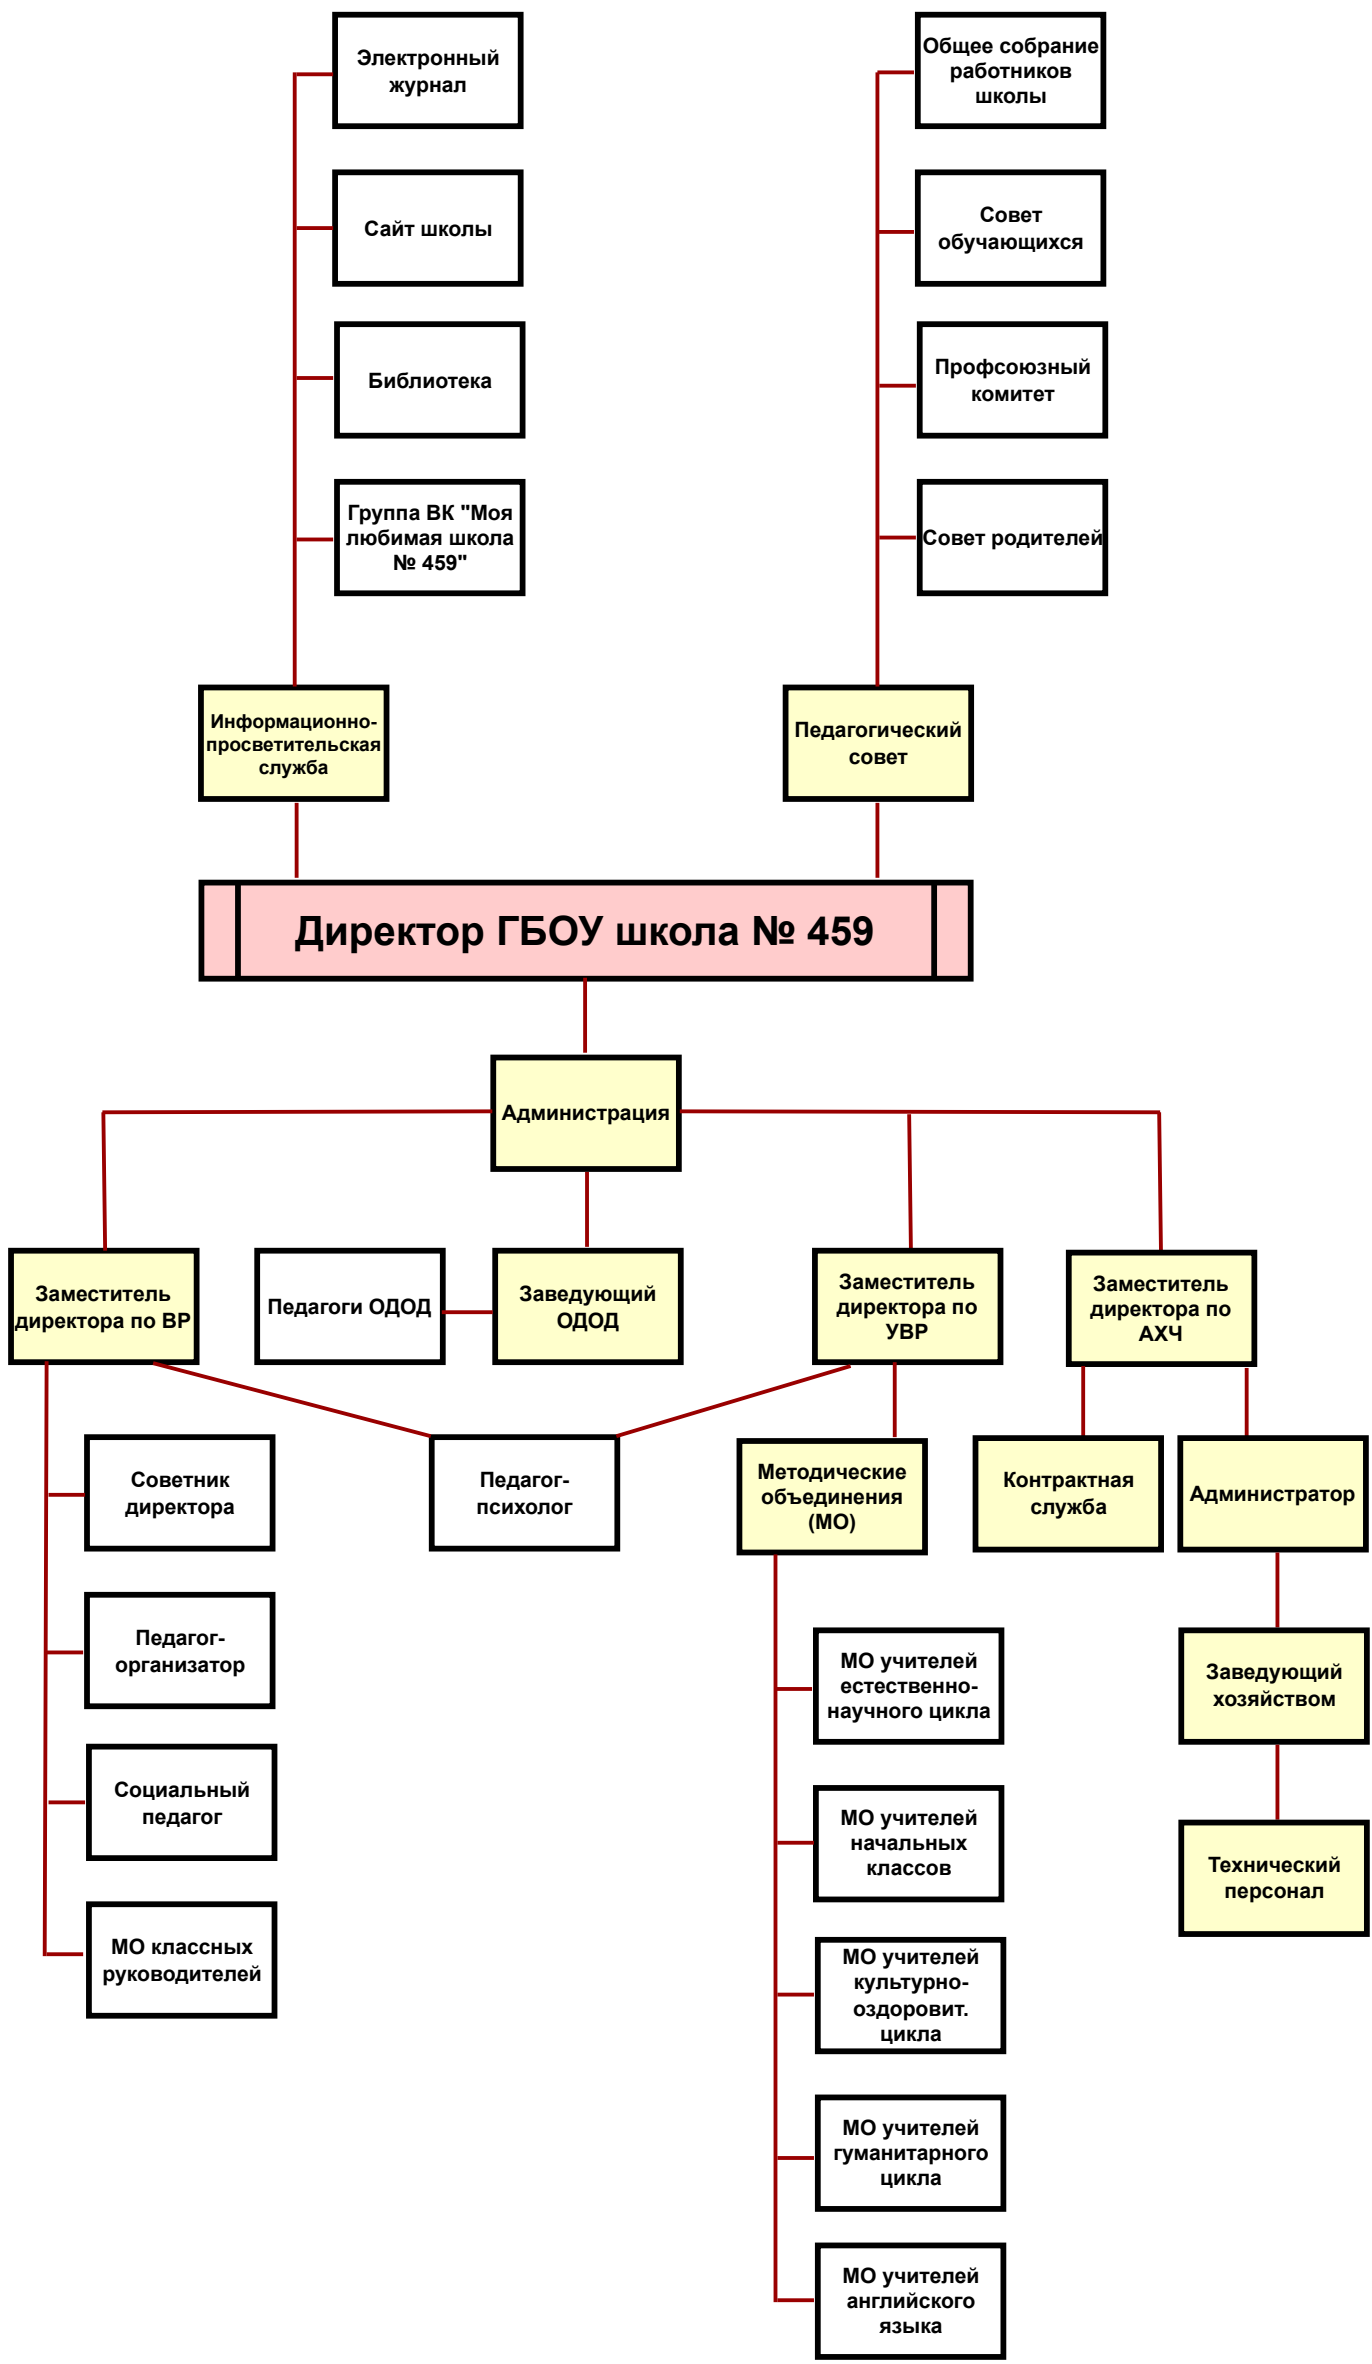 Электронный
журнал
Сайт школы
Библиотека
Группа ВК "Моя
любимая школа
№ 459"
Общее собрание
работников
школы
Совет
обучающихся
Профсоюзный
комитет
Совет родителей
Информационно-
просветительская
служба
Педагогический
совет
Директор ГБОУ школа № 459
Администрация
Заместитель
директора по ВР
Педагоги ОДОД
Заведующий
ОДОД
Заместитель
директора по
УВР
Заместитель
директора по
АХЧ
Советник
директора
Педагог-
психолог
Методические
объединения
(МО)
Контрактная
служба
Администратор
Педагог-
организатор
Социальный
педагог
МО классных
руководителей
МО учителей
естественно-
научного цикла
МО учителей
начальных
классов
МО учителей
культурно-
оздоровит.
цикла
МО учителей
гуманитарного
цикла
МО учителей
английского
языка
Заведующий
хозяйством
Технический
персонал